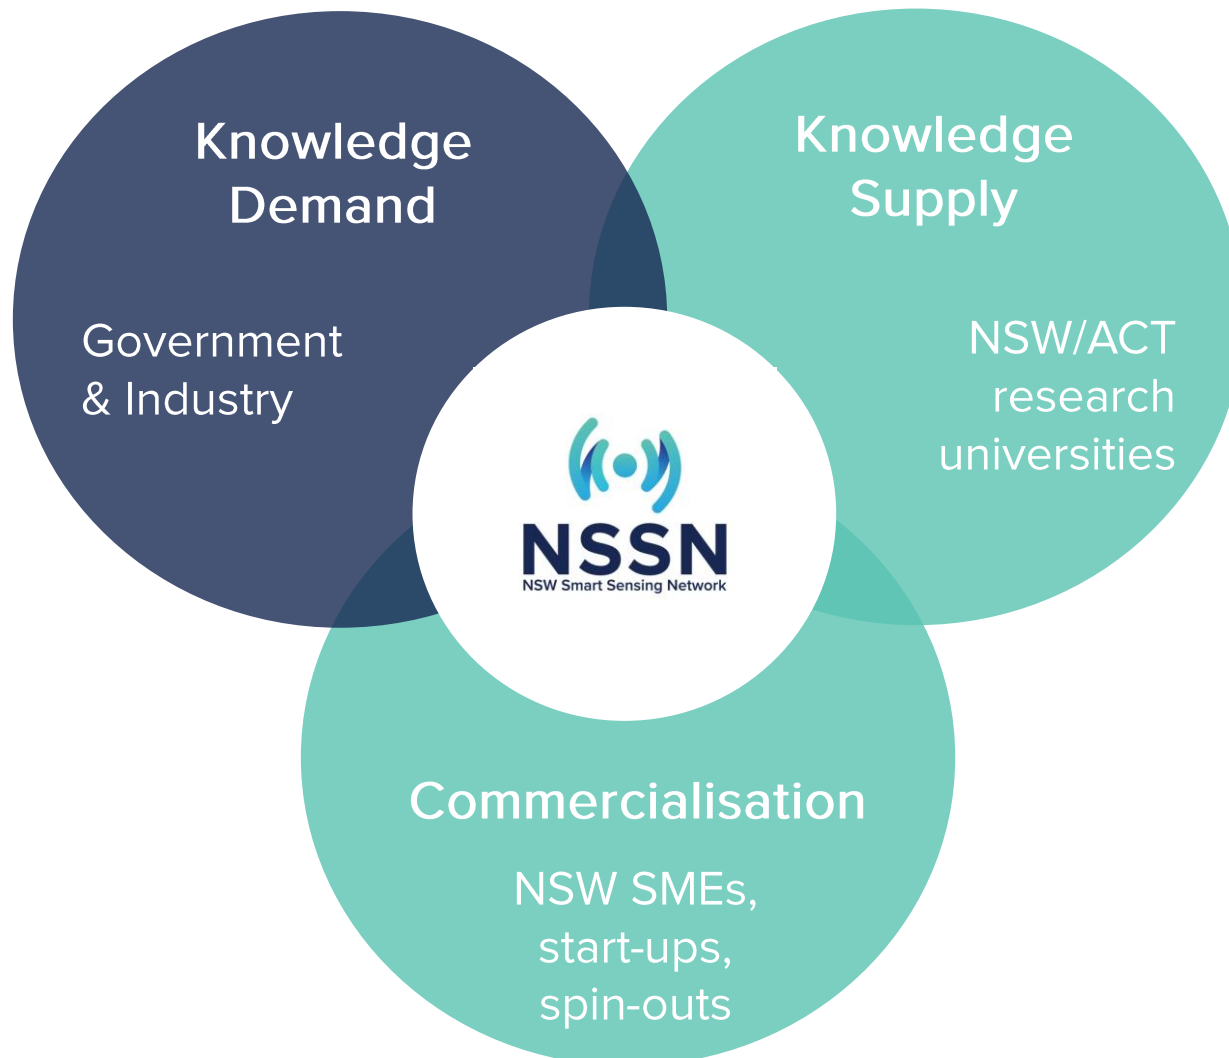 Knowledge
Demand
Government
& Industry
Knowledge
Supply
NSW/ACT
research
universities
NSSN
NSW Smart Sensing Network
Commercialisation
NSW SMEs,
start-ups,
spin-outs